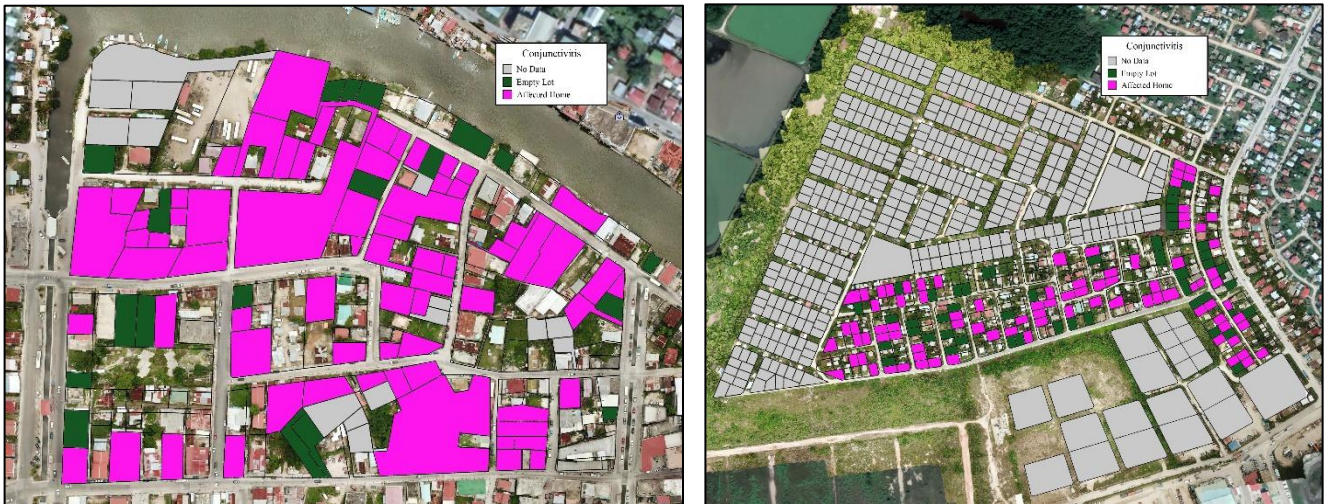 Conjunctivitis
No Data
Empty Lot
Affected Home
Conjunctivitis
No Data
Empty Lot
Affected Home